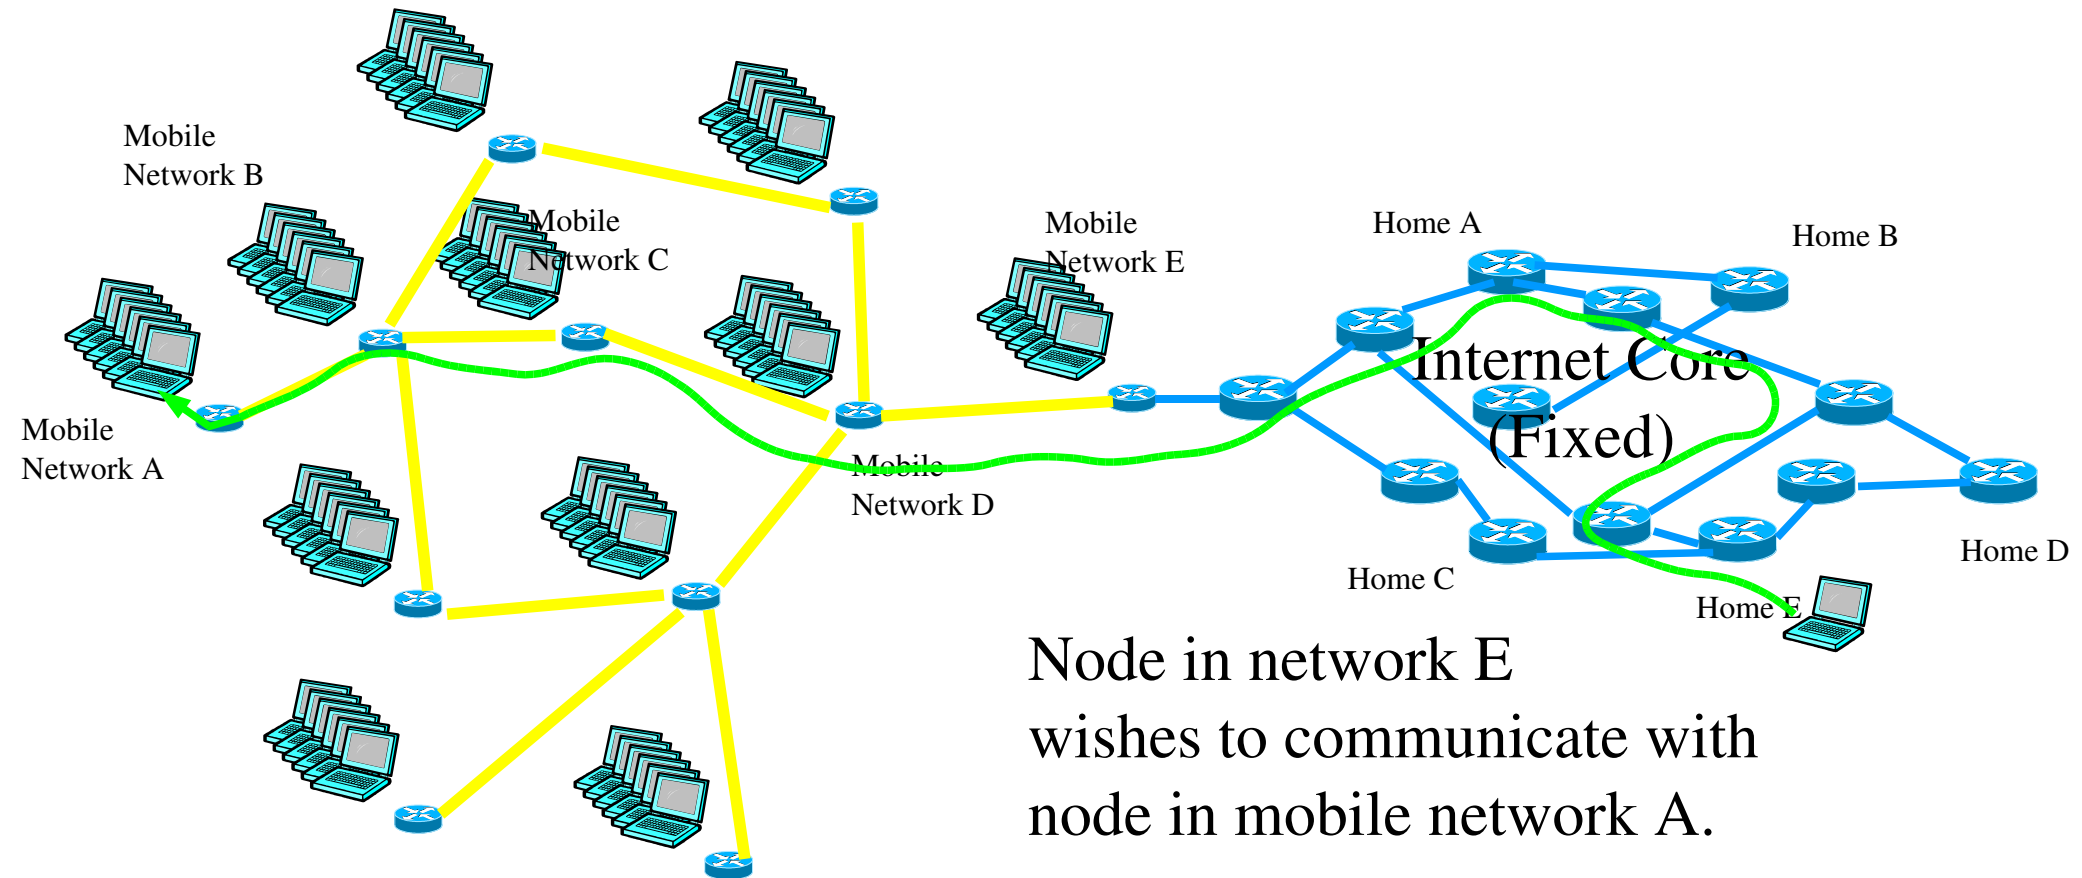 Mobile
Network B
Mobile
Network C
Mobile
Network E
Home A
Home B
Internet Core
(Fixed)
Mobile
Network A
Mobile
Network D
Home C
Home D
Home E
Node in network E
wishes to communicate with
node in mobile network A.